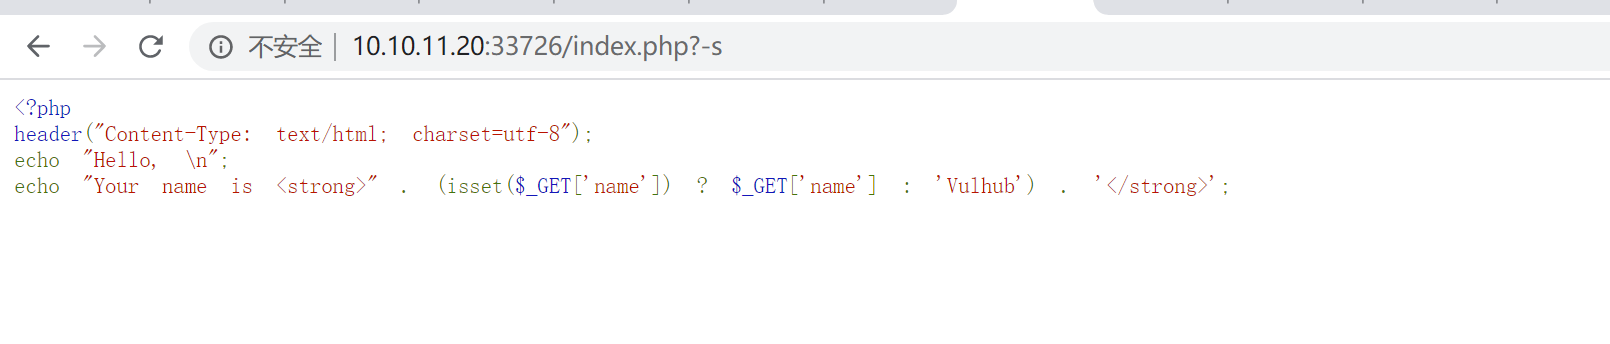 不安全 10.10.11.20:33726/index.php?-s
<?php
header("Content-Type: text/html; charset=utf-8");
echo "Hello, \n";
echo "Your name is <strong>" . (isset($_GET['name']) ? $_GET['name'] : 'Vulhub') . '</strong>';